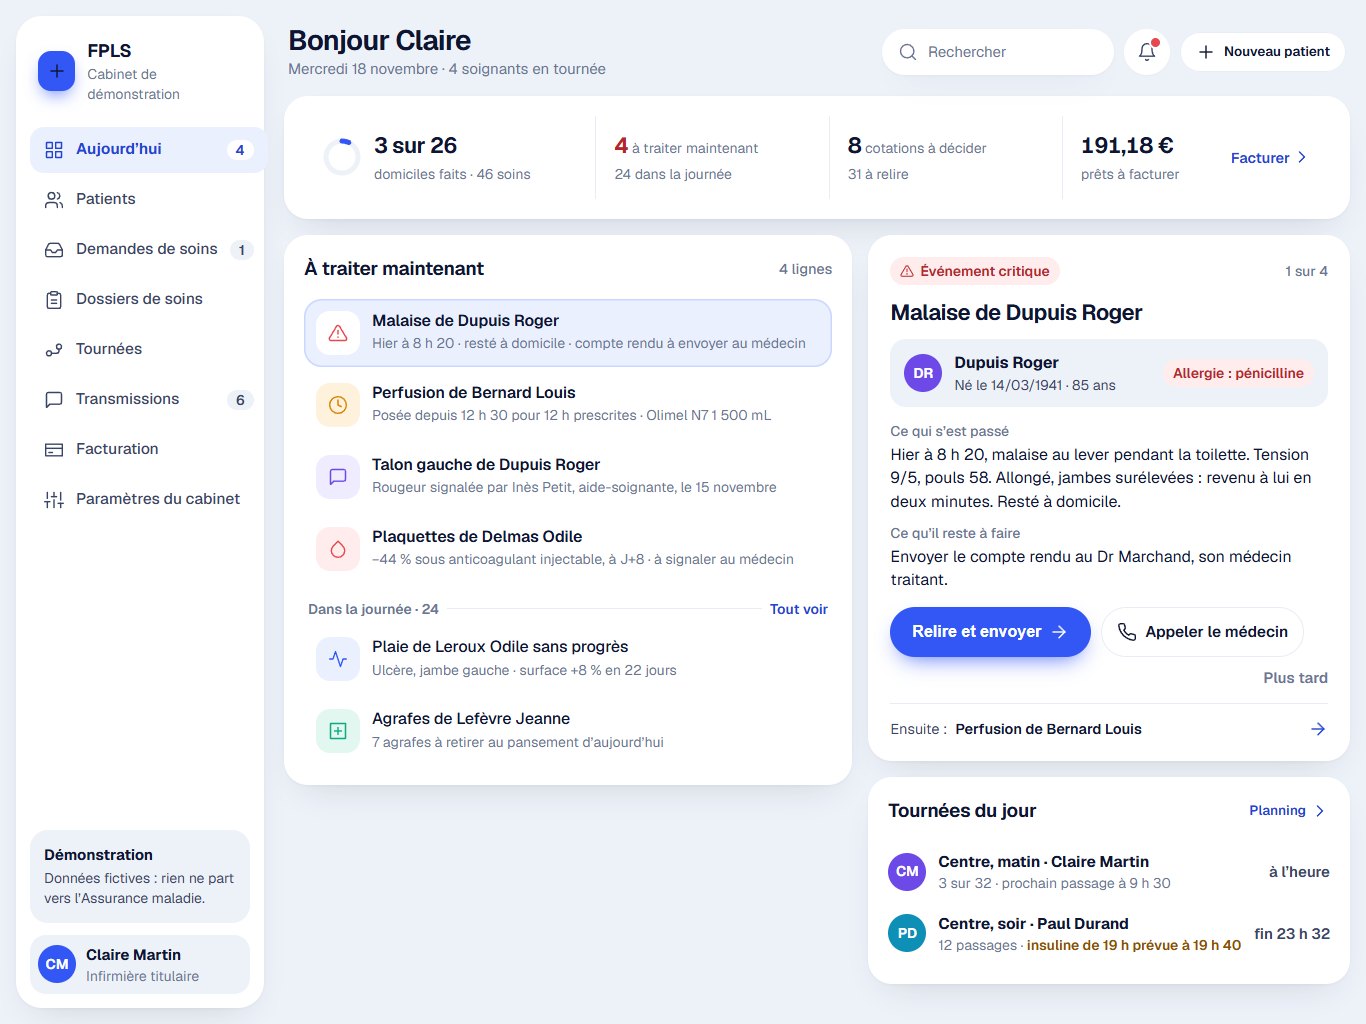 FPLS
Cabinet de
démonstration
Aujourd’hui 4
Patients
Demandes de soins 1
Dossiers de soins
Tournées
Transmissions 6
Facturation
Paramètres du cabinet
Démonstration
Données fictives : rien ne part
vers l’Assurance maladie.
CM
Claire Martin
Infirmière titulaire
Bonjour Claire
Mercredi 18 novembre · 4 soignants en tournée
Rechercher
Nouveau patient
3 sur 26
domiciles faits · 46 soins
4 à traiter maintenant
24 dans la journée
8 cotations à décider
31 à relire
191,18 €
prêts à facturer
Facturer
À traiter maintenant
4 lignes
Malaise de Dupuis Roger
Hier à 8 h 20 · resté à domicile · compte rendu à envoyer au médecin
Perfusion de Bernard Louis
Posée depuis 12 h 30 pour 12 h prescrites · Olimel N7 1 500 mL
Talon gauche de Dupuis Roger
Rougeur signalée par Inès Petit, aide-soignante, le 15 novembre
Plaquettes de Delmas Odile
−44 % sous anticoagulant injectable, à J+8 · à signaler au médecin
Dans la journée · 24
Tout voir
Plaie de Leroux Odile sans progrès
Ulcère, jambe gauche · surface +8 % en 22 jours
Agrafes de Lefèvre Jeanne
7 agrafes à retirer au pansement d’aujourd’hui
Événement critique
1 sur 4
Malaise de Dupuis Roger
DR
Dupuis Roger
Né le 14/03/1941 · 85 ans
Allergie : pénicilline
Ce qui s’est passé
Hier à 8 h 20, malaise au lever pendant la toilette. Tension
9/5, pouls 58. Allongé, jambes surélevées : revenu à lui en
deux minutes. Resté à domicile.
Ce qu’il reste à faire
Envoyer le compte rendu au Dr Marchand, son médecin
traitant.
Relire et envoyer
Appeler le médecin
Plus tard
Ensuite : Perfusion de Bernard Louis
Tournées du jour
Planning
CM
Centre, matin · Claire Martin
3 sur 32 · prochain passage à 9 h 30
à l’heure
PD
Centre, soir · Paul Durand
12 passages · insuline de 19 h prévue à 19 h 40
fin 23 h 32